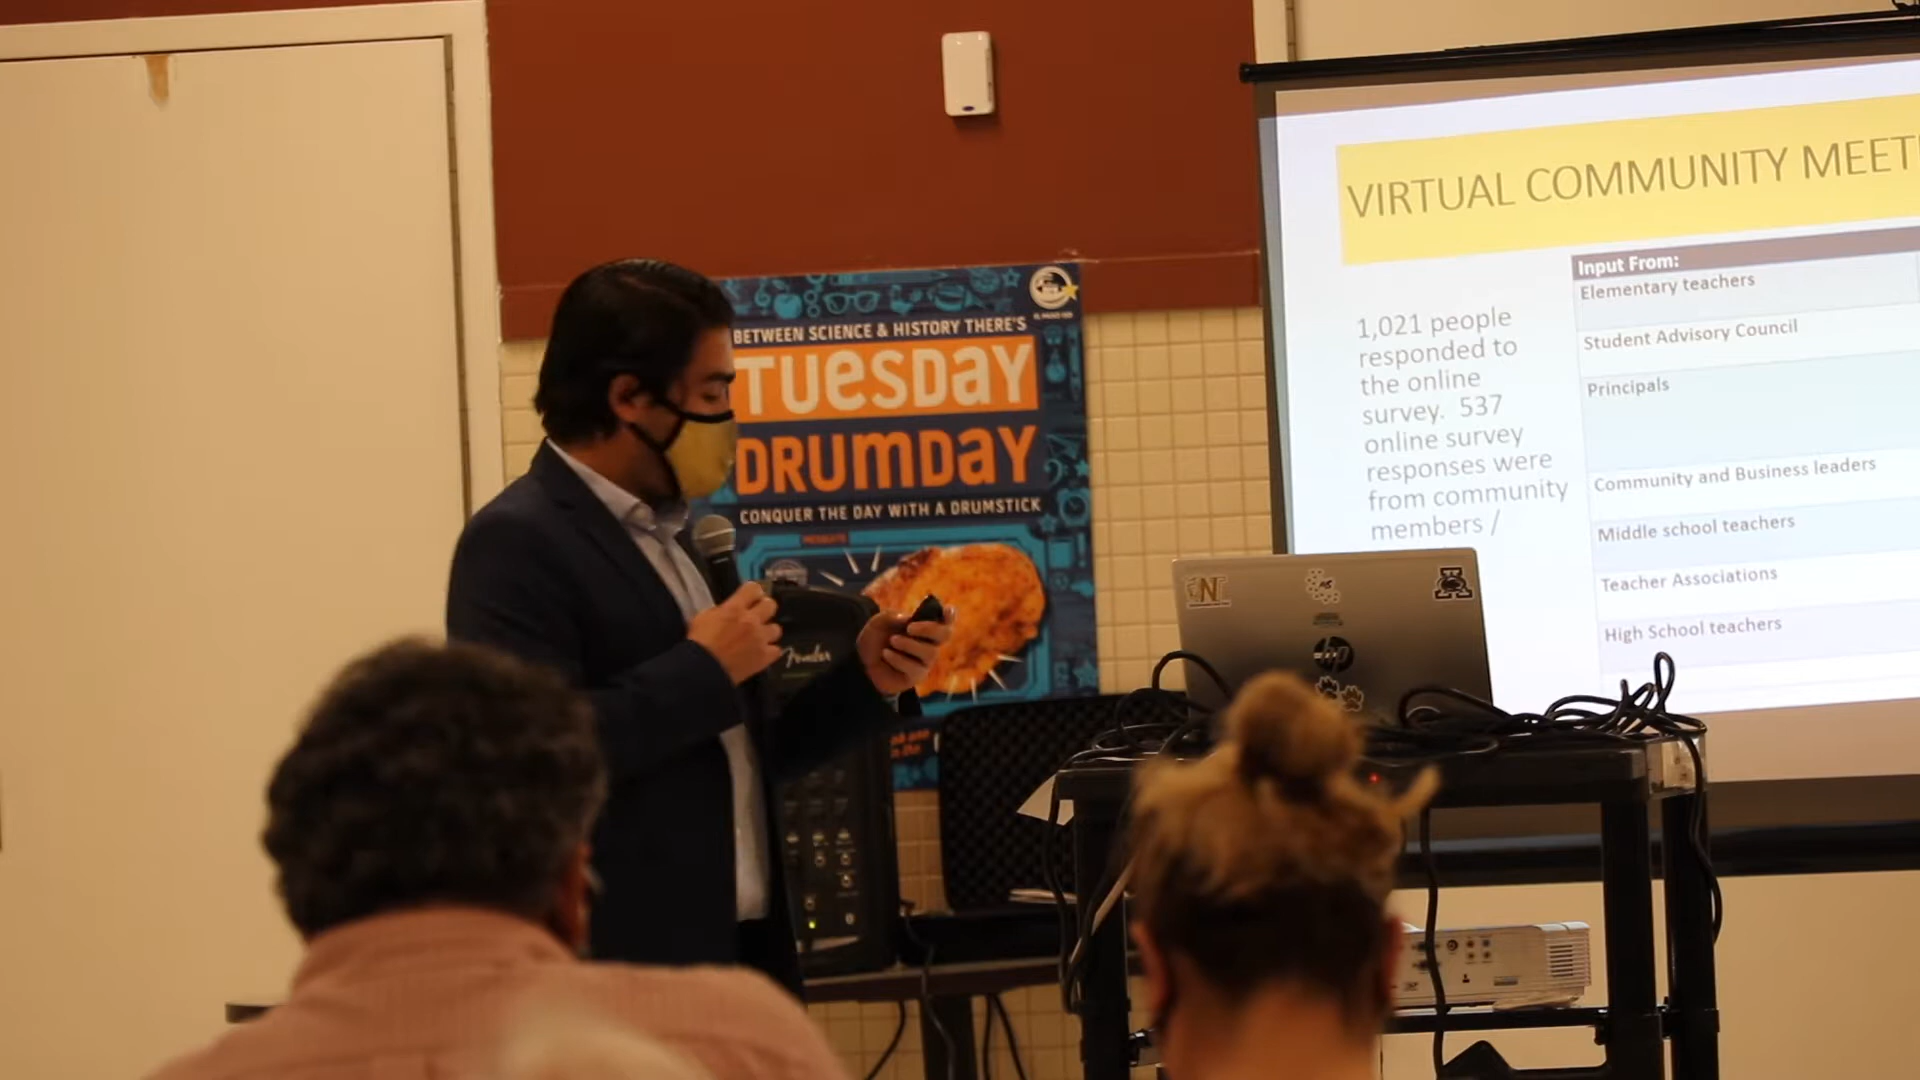 BETWEEN SCIENCE & HISTORY THERE'S
TUESDAY
DRUMDAY
CONQUER THE DAY WITH A DRUMSTICK
Fender
hp
N
A
VIRTUAL COMMUNITY MEET
1,021 people
responded to
the online
survey. 537
online survey
responses were
from community
members /
Input From:
Elementary teachers
Student Advisory Council
Principals
Community and Business leaders
Middle school teachers
Teacher Associations
High School teachers